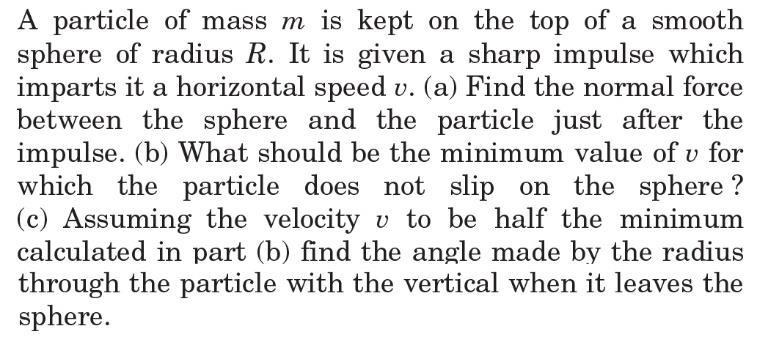 A particle of mass m is kept on the top of a smooth
sphere of radius R. It is given a sharp impulse which
imparts it a horizontal speed v. (a) Find the normal force
between the sphere and the particle just after the
impulse. (b) What should be the minimum value of v for
which the particle does not slip on the sphere ?
(c) Assuming the velocity v to be half the minimum
calculated in part (b) find the angle made by the radius
through the particle with the vertical when it leaves the
sphere.